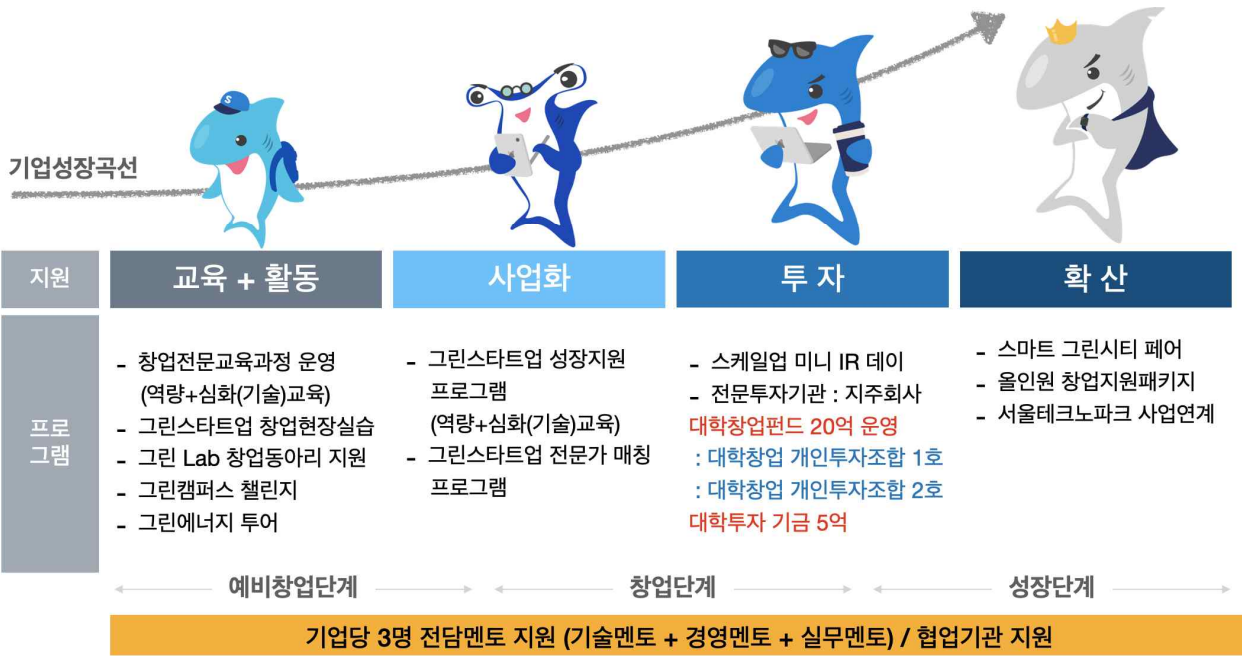 기업성장곡선
S
지원
교육 + 활동
사업화
투 자
확 산
프로
그램
- 창업전문교육과정 운영
(역량+심화(기술)교육)
- 그린스타트업 창업현장실습
- 그린 Lab 창업동아리 지원
- 그린캠퍼스 챌린지
- 그린에너지 투어
- 그린스타트업 성장지원
프로그램
(역량+심화(기술)교육)
- 그린스타트업 전문가 매칭
프로그램
- 스케일업 미니 IR 데이
- 전문투자기관 : 지주회사
대학창업펀드 20억 운영
: 대학창업 개인투자조합 1호
: 대학창업 개인투자조합 2호
대학투자 기금 5억
- 스마트 그린시티 페어
- 올인원 창업지원패키지
- 서울테크노파크 사업연계
예비창업단계
창업단계
성장단계
기업당 3명 전담멘토 지원 (기술멘토 + 경영멘토 + 실무멘토) / 협업기관 지원